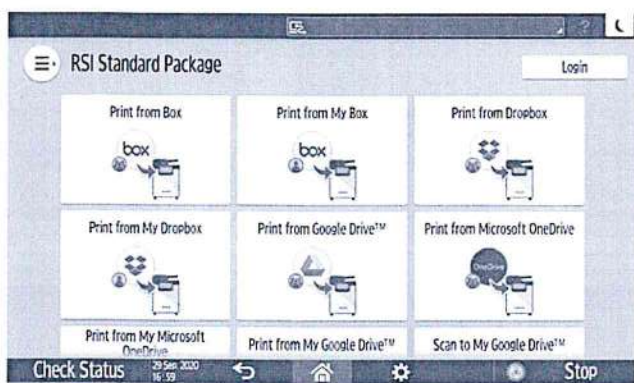 RSI Standard Package
Login
Print from Box
box
Print from My Box
box
Print from Dropbox
Print from My Dropbox
Print from Google Drive™
Print from Microsoft OneDrive
OneDrive
Print from My Microsoft
OneDrive
Print from My Google Drive™
Scan to My Google Drive™
Check Status
29 Sep 2020
16:59
Stop